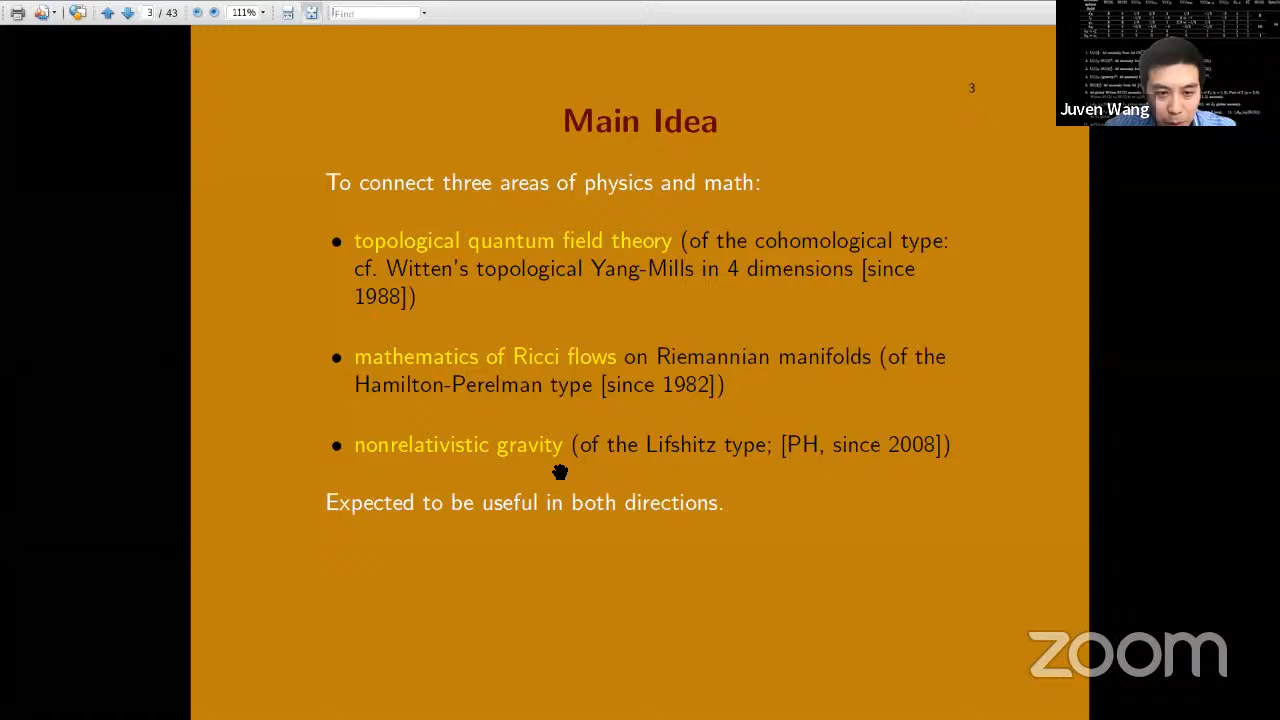 3 / 43
111%
Find
3
Juven Wang
Main Idea
To connect three areas of physics and math:
• topological quantum field theory (of the cohomological type:
cf. Witten's topological Yang-Mills in 4 dimensions [since
1988])
• mathematics of Ricci flows on Riemannian manifolds (of the
Hamilton-Perelman type [since 1982])
• nonrelativistic gravity (of the Lifshitz type; [PH, since 2008])
Expected to be useful in both directions.
zoom